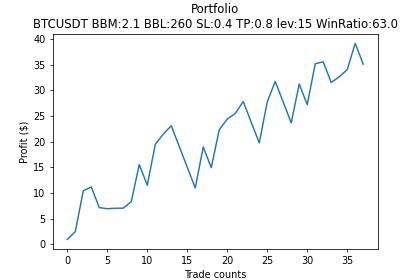 Portfolio
BTCUSDT BBM:2.1 BBL:260 SL:0.4 TP:0.8 lev:15 WinRatio:63.0
40
35
30
25
20
15
10
5
0
Profit ($)
0 5 10 15 20 25 30 35
Trade counts